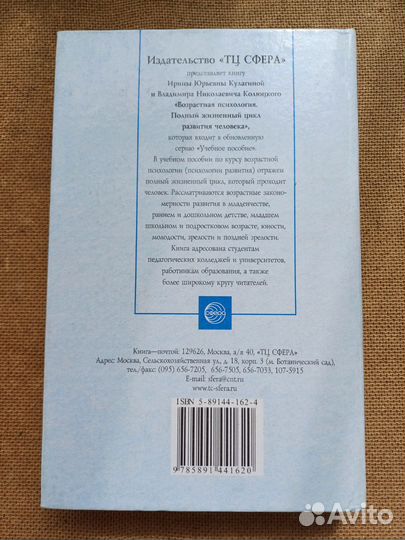 Издательство «ТЦ СФЕРА»
представляет книгу
Ирины Юрьевны Кулагиной
и Владимира Николаевича Колюцкого
«Возрастная психология.
Полный жизненный цикл
развития человека»,
которая входит в обновленную
серию «Учебное пособие».
В учебном пособии по курсу возрастной
психологии (психологии развития) отражен
полный жизненный цикл, который проходит
человек. Рассматриваются возрастные законо-
мерности развития в младенчестве,
раннем и дошкольном детстве, младшем
школьном и подростковом возрасте, юности,
молодости, зрелости и поздней зрелости.
Книга адресована студентам
педагогических колледжей и университетов,
работникам образования, а также
более широкому кругу читателей.
СФЕРА
Книга—почтой: 129626, Москва, а/я 40, "ТЦ СФЕРА"
Адрес: Москва, Сельскохозяйственная ул., д. 18, корп. 3 (м. Ботанический сад),
тел./факс: (095) 656-7205, 656-7505, 656-7033, 107-5915
E-mail: sfera@cnt.ru
www.tc-sfera.ru
ISBN 5-89144-162-4
9 785891 441620
Avito